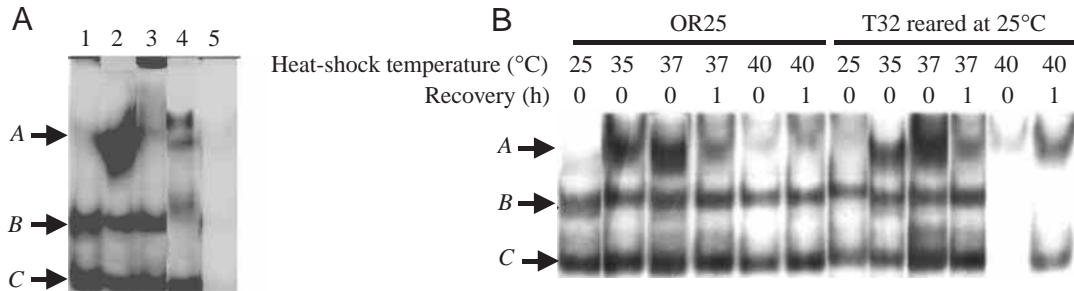 A
1 2 3 4 5
A
B
C
B
OR25 T32 reared at 25°C
Heat-shock temperature (°C) 25 35 37 37 40 40 25 35 37 37 40 40
Recovery (h) 0 0 0 1 0 1 0 0 0 1 0 1
A
B
C